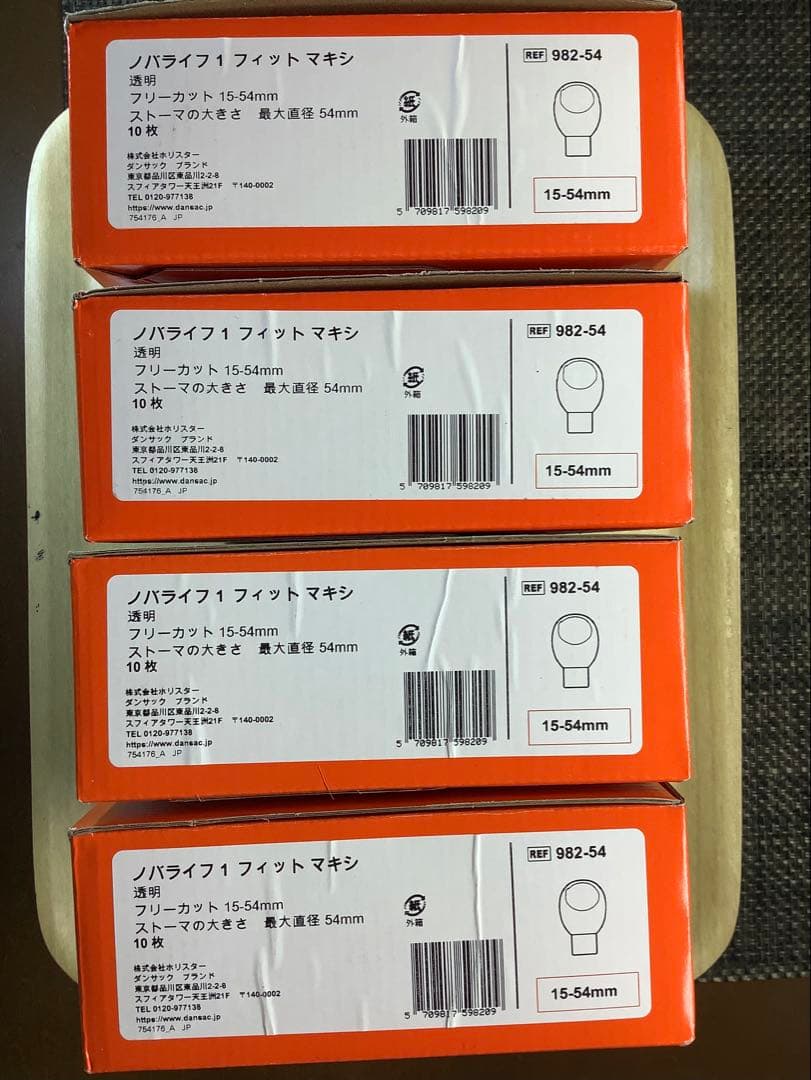 ノバライフ 1 フィット マキシ
透明
フリーカット 15-54mm
ストーマの大きさ 最大直径 54mm
10 枚
株式会社ホリスター
ダンサック ブランド
東京都品川区東品川2-2-8
スフィアタワー天王洲21F 〒140-0002
TEL 0120-977138
https://www.dansac.jp
754176_A JP
紙
外箱
5 709817 598209
REF 982-54
15-54mm
ノバライフ 1 フィット マキシ
透明
フリーカット 15-54mm
ストーマの大きさ 最大直径 54mm
10 枚
株式会社ホリスター
ダンサック ブランド
東京都品川区東品川2-2-8
スフィアタワー天王洲21F 〒140-0002
TEL 0120-977138
https://www.dansac.jp
754176_A JP
紙
外箱
5 709817 598209
REF 982-54
15-54mm
ノバライフ 1 フィット マキシ
透明
フリーカット 15-54mm
ストーマの大きさ 最大直径 54mm
10 枚
株式会社ホリスター
ダンサック ブランド
東京都品川区東品川2-2-8
スフィアタワー天王洲21F 〒140-0002
TEL 0120-977138
https://www.dansac.jp
754176_A JP
紙
外箱
5 709817 598209
REF 982-54
15-54mm
ノバライフ 1 フィット マキシ
透明
フリーカット 15-54mm
ストーマの大きさ 最大直径 54mm
10 枚
株式会社ホリスター
ダンサック ブランド
東京都品川区東品川2-2-8
スフィアタワー天王洲21F 〒140-0002
TEL 0120-977138
https://www.dansac.jp
754176_A JP
紙
外箱
5 709817 598209
REF 982-54
15-54mm